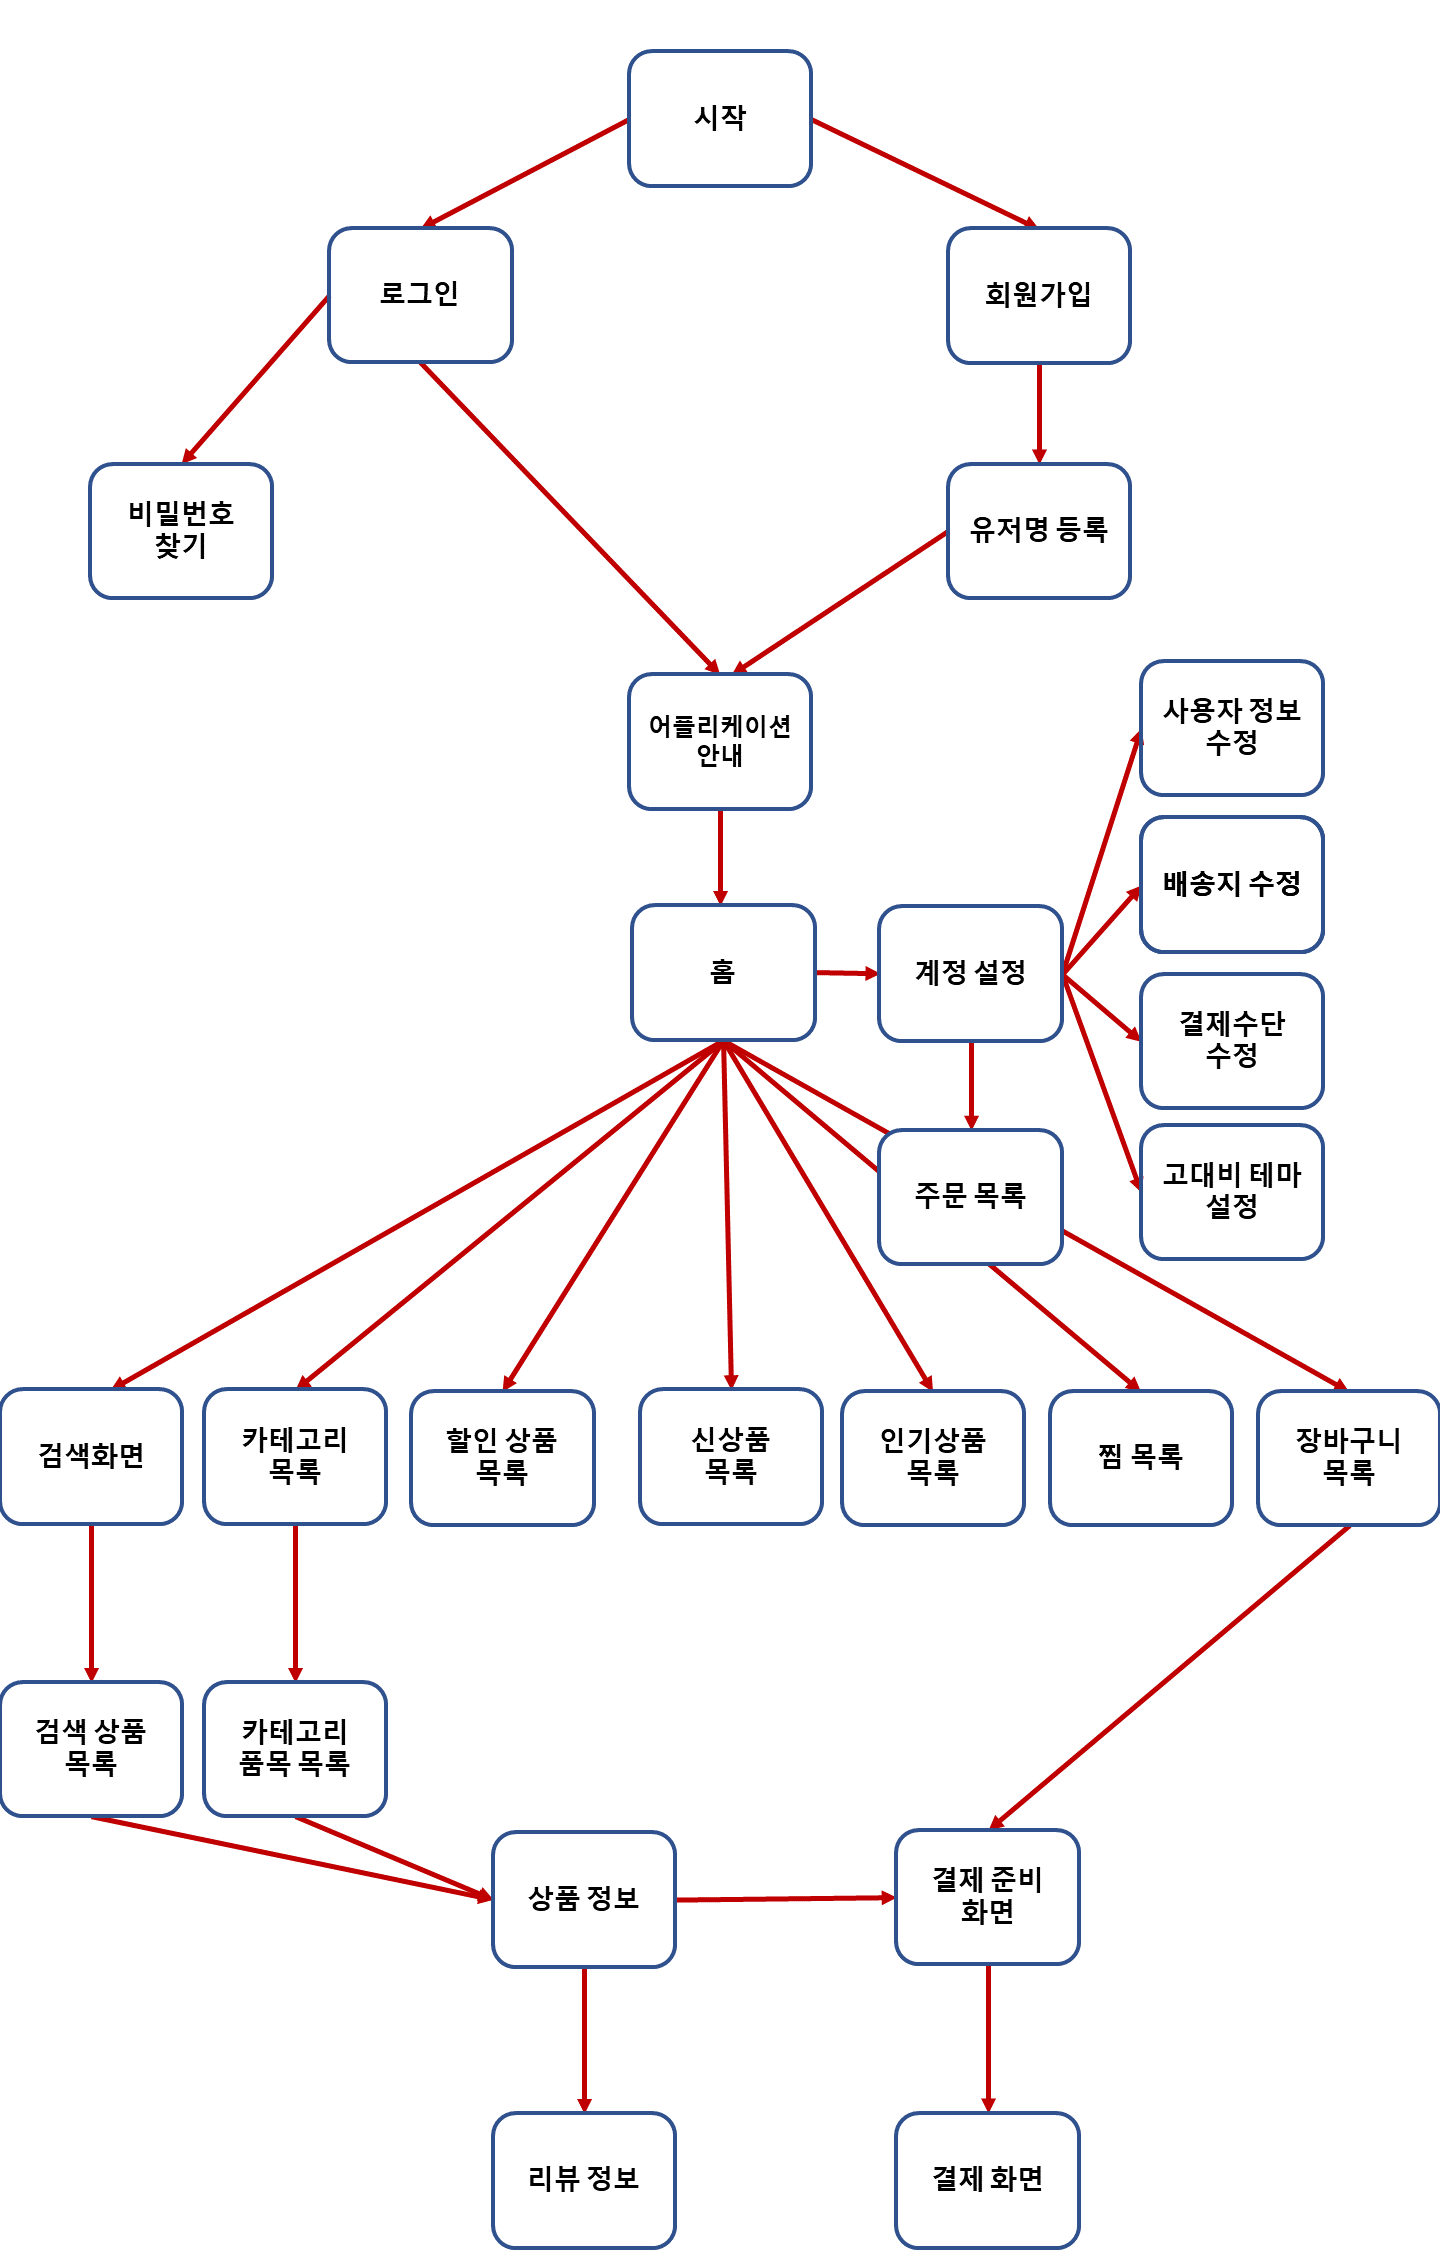 시작
로그인
회원가입
비밀번호
찾기
유저명 등록
어플리케이션
안내
사용자 정보
수정
배송지 수정
홈
계정 설정
결제수단
수정
주문 목록
고대비 테마
설정
검색화면
카테고리
목록
할인 상품
목록
신상품
목록
인기상품
목록
찜 목록
장바구니
목록
검색 상품
목록
카테고리
품목 목록
상품 정보
결제 준비
화면
리뷰 정보
결제 화면